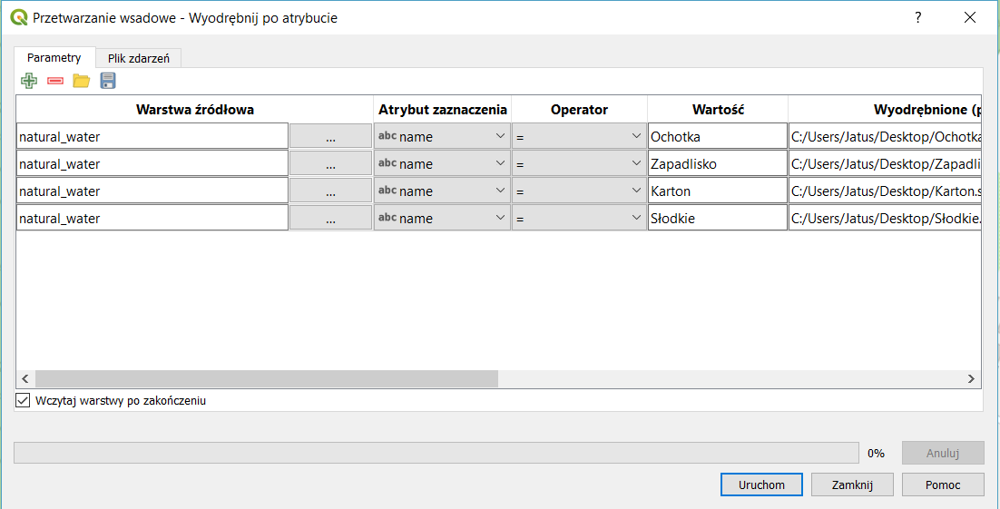 Przetwarzanie wsadowe - Wyodrębnij po atrybucie ?
Parametry Plik zdarzeń
Warstwa źródłowa Atrybut zaznaczenia Operator Wartość Wyodrębnione (p
natural_water ... abc name = Ochotka C:/Users/Jatus/Desktop/Ochotka
natural_water ... abc name = Zapadlisko C:/Users/Jatus/Desktop/Zapadli
natural_water ... abc name = Karton C:/Users/Jatus/Desktop/Karton.s
natural_water ... abc name = Słodkie C:/Users/Jatus/Desktop/Słodkie.
Wczytaj warstwy po zakończeniu
0% Anuluj
Uruchom Zamknij Pomoc